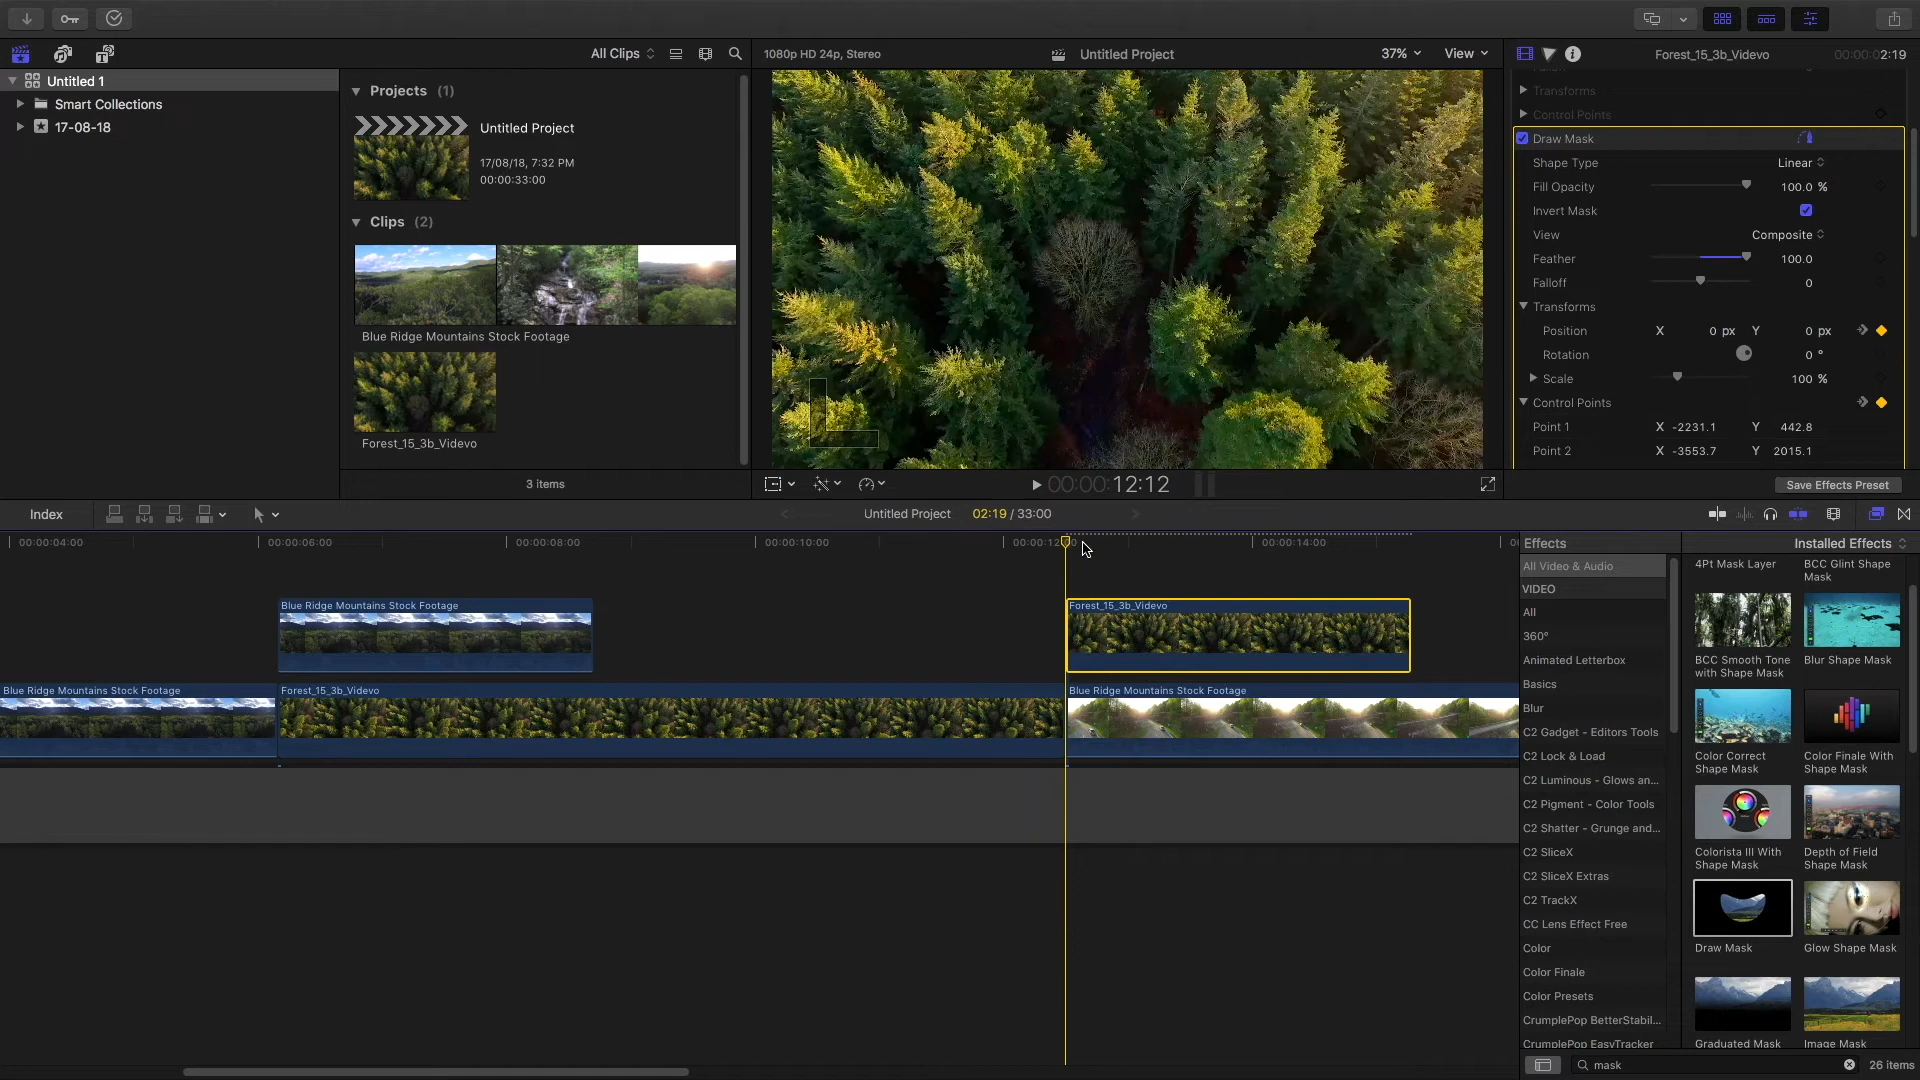 All Clips
1080p HD 24p, Stereo
Untitled Project
37%
View
Forest_15_3b_Videvo
00:00:02:19
Untitled 1
Smart Collections
17-08-18
Projects (1)
Untitled Project
17/08/18, 7:32 PM
00:00:33:00
Clips (2)
Blue Ridge Mountains Stock Footage
Forest_15_3b_Videvo
3 items
00:00:12:12
Transforms
Control Points
Draw Mask
Shape Type Linear
Fill Opacity 100.0 %
Invert Mask
View Composite
Feather 100.0
Falloff 0
Transforms
Position X 0 px Y 0 px
Rotation 0 °
Scale 100 %
Control Points
Point 1 X -2231.1 Y 442.8
Point 2 X -3553.7 Y 2015.1
Save Effects Preset
Index
Untitled Project 02:19 / 33:00
00:00:04:00
00:00:06:00
00:00:08:00
00:00:10:00
00:00:14:00
Blue Ridge Mountains Stock Footage
Forest_15_3b_Videvo
Blue Ridge Mountains Stock Footage
Forest_15_3b_Videvo
Blue Ridge Mountains Stock Footage
Effects
Installed Effects
All Video & Audio
VIDEO
All
360°
Animated Letterbox
Basics
Blur
C2 Gadget - Editors Tools
C2 Lock & Load
C2 Luminous - Glows an...
C2 Pigment - Color Tools
C2 Shatter - Grunge and...
C2 SliceX
C2 SliceX Extras
C2 TrackX
CC Lens Effect Free
Color
Color Finale
Color Presets
CrumplePop BetterStabil...
CrumplePop EasyTracker
4Pt Mask Layer
BCC Glint Shape
Mask
BCC Smooth Tone
with Shape Mask
Blur Shape Mask
Color Correct
Shape Mask
Color Finale With
Shape Mask
Colorista III With
Shape Mask
Depth of Field
Shape Mask
Draw Mask
Glow Shape Mask
Graduated Mask
Image Mask
mask
26 items